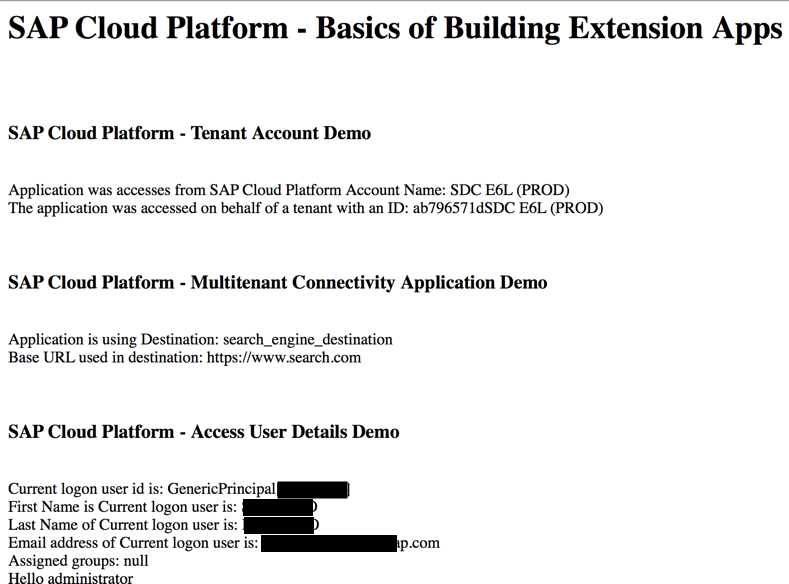 SAP Cloud Platform - Basics of Building Extension Apps
SAP Cloud Platform - Tenant Account Demo
Application was accesses from SAP Cloud Platform Account Name: SDC E6L (PROD)
The application was accessed on behalf of a tenant with an ID: ab796571dSDC E6L (PROD)
SAP Cloud Platform - Multitenant Connectivity Application Demo
Application is using Destination: search_engine_destination
Base URL used in destination: https://www.search.com
SAP Cloud Platform - Access User Details Demo
Current logon user id is: GenericPrincipal
First Name is Current logon user is:
Last Name of Current logon user is:
Email address of Current logon user is: ap.com
Assigned groups: null
Hello administrator